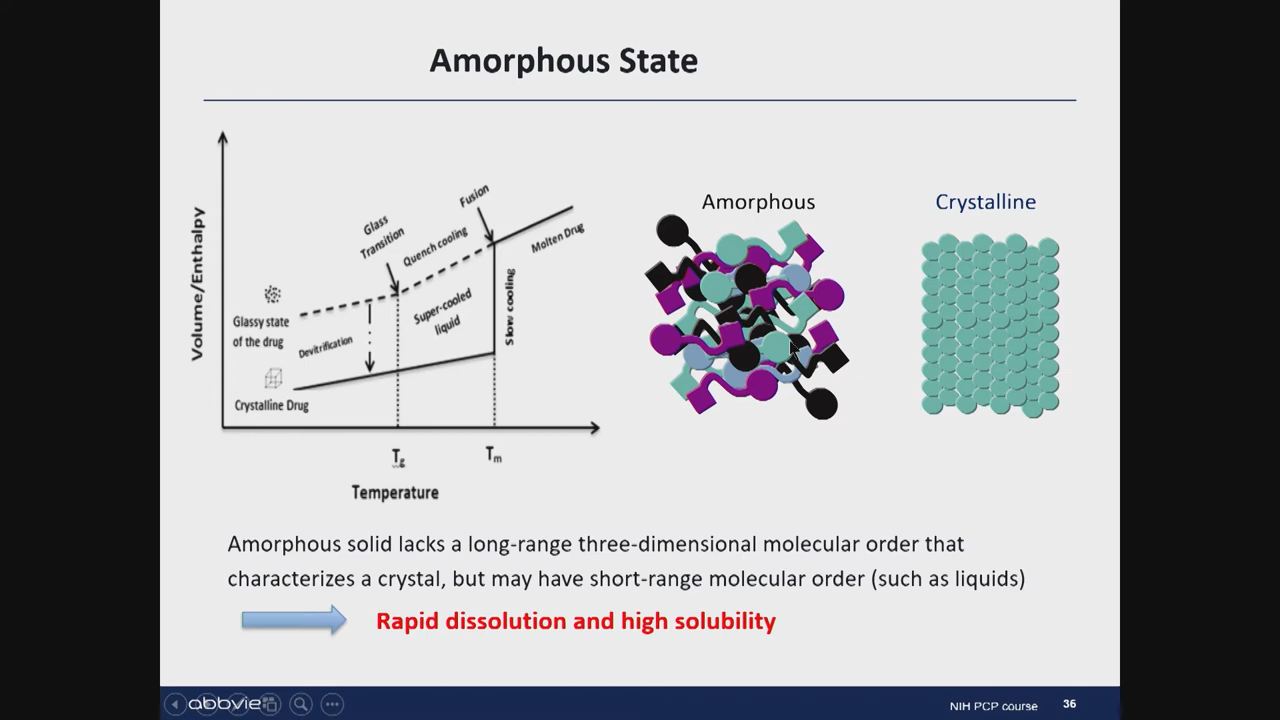 Amorphous State
Volume/Enthalpy
Glass
Transition
Quench cooling
Fusion
Molten Drug
Glassy state
of the drug
Devitrification
Super-cooled
liquid
Slow cooling
Crystalline Drug
Tg
Tm
Temperature
Amorphous
Crystalline
Amorphous solid lacks a long-range three-dimensional molecular order that
characterizes a crystal, but may have short-range molecular order (such as liquids)
Rapid dissolution and high solubility
abbvie
NIH PCP course
36